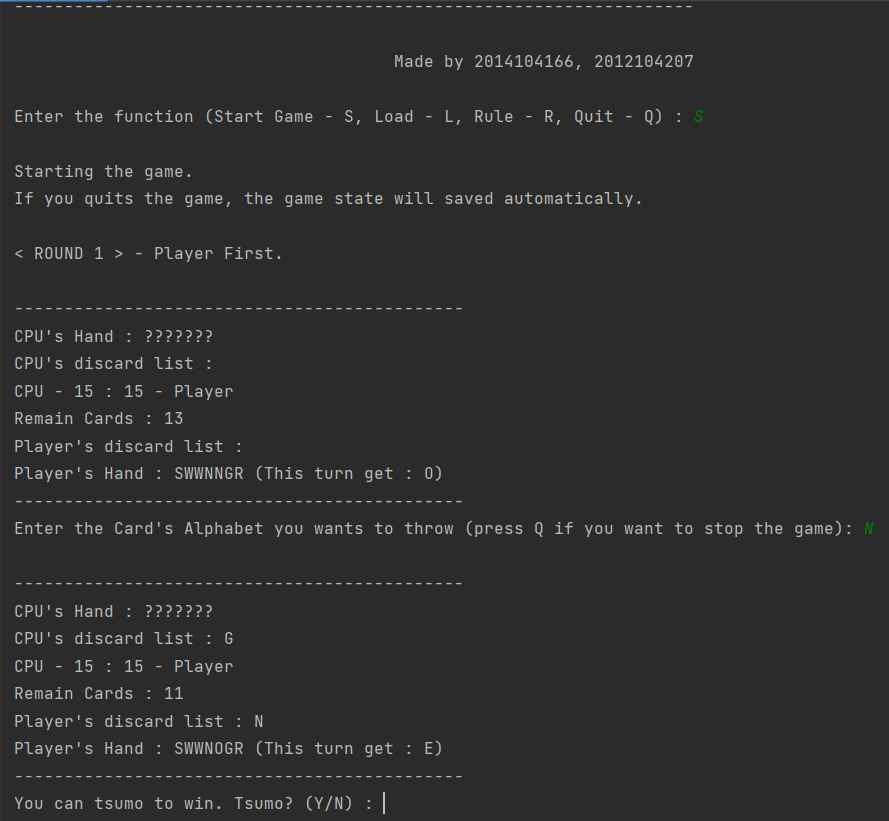 --------------------------------------------------------------------
Made by 2014104166, 2012104207
Enter the function (Start Game - S, Load - L, Rule - R, Quit - Q) : S
Starting the game.
If you quits the game, the game state will saved automatically.
< ROUND 1 > - Player First.
---------------------------------------------
CPU's Hand : ???????
CPU's discard list :
CPU - 15 : 15 - Player
Remain Cards : 13
Player's discard list :
Player's Hand : SWWNNGR (This turn get : O)
---------------------------------------------
Enter the Card's Alphabet you wants to throw (press Q if you want to stop the game): N
---------------------------------------------
CPU's Hand : ???????
CPU's discard list : G
CPU - 15 : 15 - Player
Remain Cards : 11
Player's discard list : N
Player's Hand : SWWNOGR (This turn get : E)
---------------------------------------------
You can tsumo to win. Tsumo? (Y/N) :